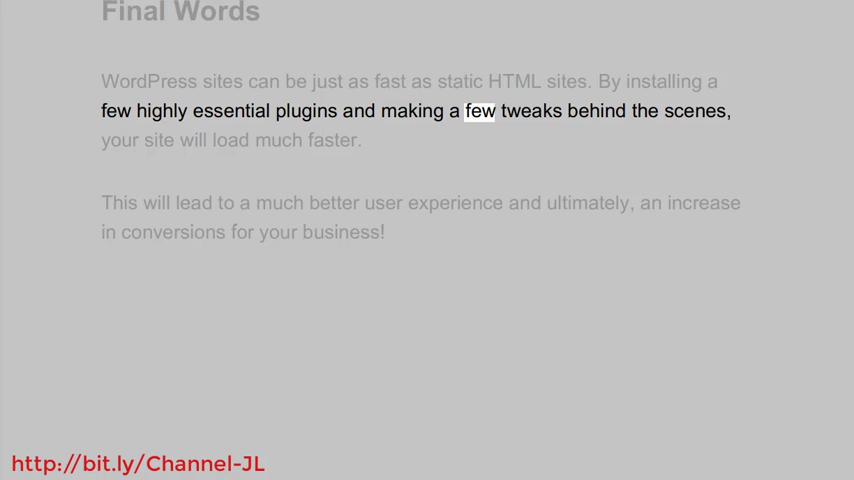 Final Words
WordPress sites can be just as fast as static HTML sites. By installing a
few highly essential plugins and making a few tweaks behind the scenes,
your site will load much faster.
This will lead to a much better user experience and ultimately, an increase
in conversions for your business!
http://bit.ly/Channel-JL